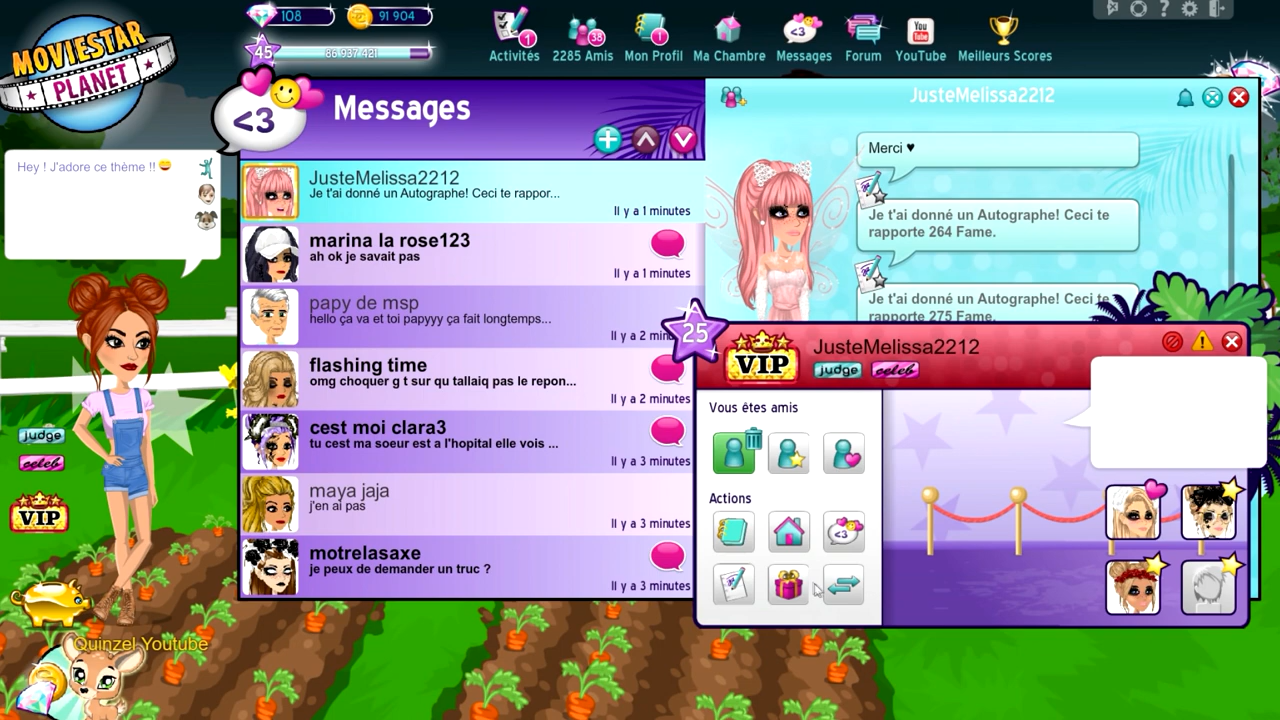 MOVIESTAR
PLANET
108
91 904
45
86 937 421
1
Activités
38
2285 Amis
1
Mon Profil
Ma Chambre
<3
Messages
Forum
You
Tube
YouTube
Meilleurs Scores
Hey ! J'adore ce thème !!
judge
celeb
VIP
Quinzel Youtube
<3
Messages
JusteMelissa2212
Je t'ai donné un Autographe! Ceci te rappor...
Il y a 1 minutes
marina la rose123
ah ok je savait pas
Il y a 1 minutes
papy de msp
hello ça va et toi papyyy ça fait longtemps...
Il y a 2 min
flashing time
omg choquer g t sur qu tallaiq pas le repon...
Il y a 2 minutes
cest moi clara3
tu cest ma soeur est a l'hopital elle vois ...
Il y a 3 minutes
maya jaja
j'en ai pas
Il y a 3 minutes
motrelasaxe
je peux de demander un truc ?
Il y a 3 minutes
JusteMelissa2212
Merci ♥
Je t'ai donné un Autographe! Ceci te
rapporte 264 Fame.
Je t'ai donné un Autographe! Ceci te
rapporte 275 Fame.
25
VIP
JusteMelissa2212
judge
celeb
Vous êtes amis
Actions
<3